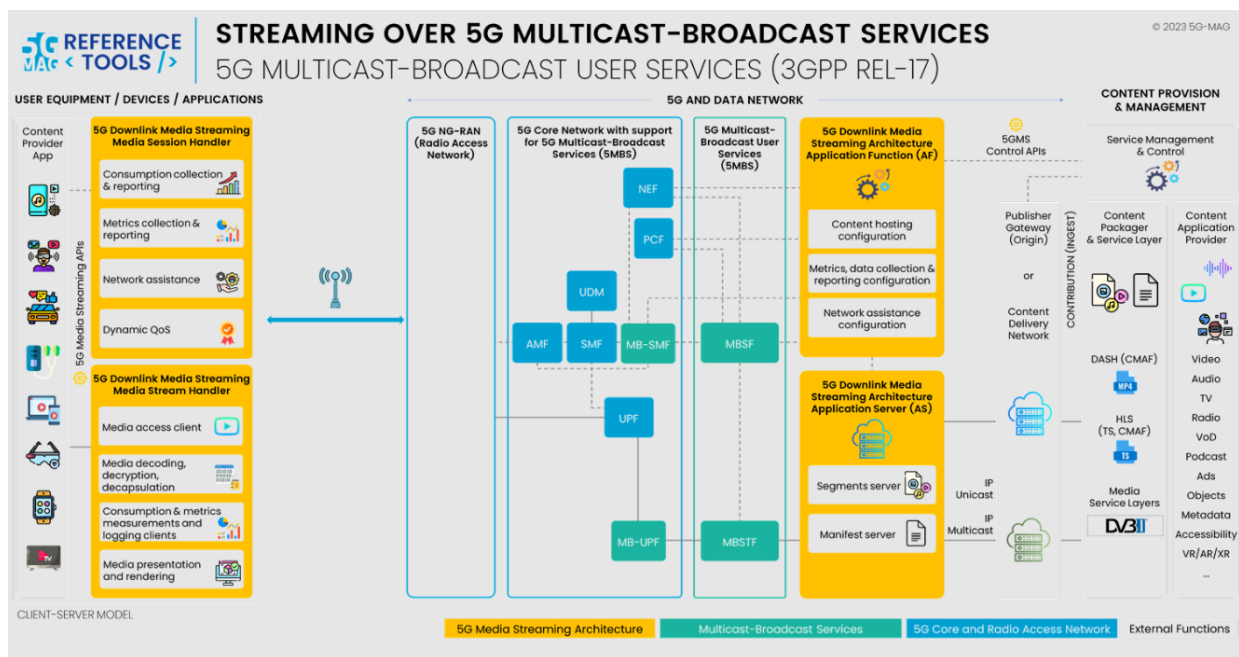 5G MAG REFERENCE
< TOOLS />
STREAMING OVER 5G MULTICAST-BROADCAST SERVICES
5G MULTICAST-BROADCAST USER SERVICES (3GPP REL-17)
© 2023 5G-MAG
USER EQUIPMENT / DEVICES / APPLICATIONS
5G AND DATA NETWORK
CONTENT PROVISION
& MANAGEMENT
Content
Provider
App
5G Media Streaming APIs
5G Downlink Media Streaming
Media Session Handler
Consumption collection
& reporting
Metrics collection &
reporting
Network assistance
Dynamic QoS
5G Downlink Media Streaming
Media Stream Handler
Media access client
Media decoding,
decryption,
decapsulation
Consumption & metrics
measurements and
logging clients
Media presentation
and rendering
TV
CLIENT-SERVER MODEL
5G NG-RAN
(Radio Access
Network)
5G Core Network with support
for 5G Multicast-Broadcast
Services (5MBS)
NEF
PCF
UDM
AMF
SMF
MB-SMF
UPF
MB-UPF
5G Multicast-
Broadcast User
Services
(5MBS)
MBSF
MBSTF
5G Downlink Media
Streaming Architecture
Application Function (AF)
Content hosting
configuration
Metrics, data collection &
reporting configuration
Network assistance
configuration
5G Downlink Media
Streaming Architecture
Application Server (AS)
Segments server
Manifest server
5GMS
Control APIs
IP
Unicast
IP
Multicast
Publisher
Gateway
(Origin)
or
Content
Delivery
Network
CONTRIBUTION (INGEST)
Service Management
& Control
Content
Packager
& Service Layer
DASH (CMAF)
MP4
HLS
(TS, CMAF)
TS
Media
Service Layers
DVB
Content
Application
Provider
Video
Audio
TV
Radio
VoD
Podcast
Ads
Objects
Metadata
Accessibility
VR/AR/XR
...
5G Media Streaming Architecture
Multicast-Broadcast Services
5G Core and Radio Access Network
External Functions